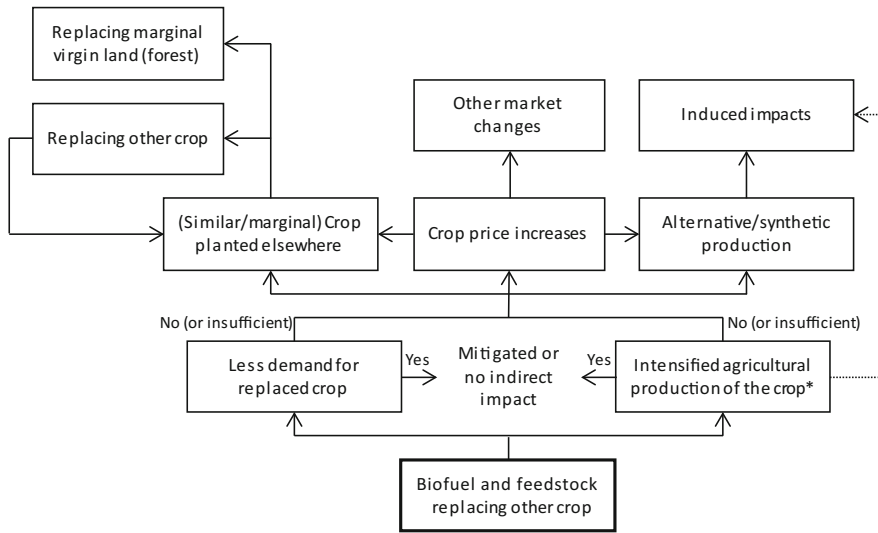 Replacing marginal
virgin land (forest)
Replacing other crop
Other market
changes
Induced impacts
(Similar/marginal) Crop
planted elsewhere
Crop price increases
Alternative/synthetic
production
No (or insufficient)
No (or insufficient)
Less demand for
replaced crop
Yes
Mitigated or
no indirect
impact
Yes
Intensified agricultural
production of the crop*
Biofuel and feedstock
replacing other crop